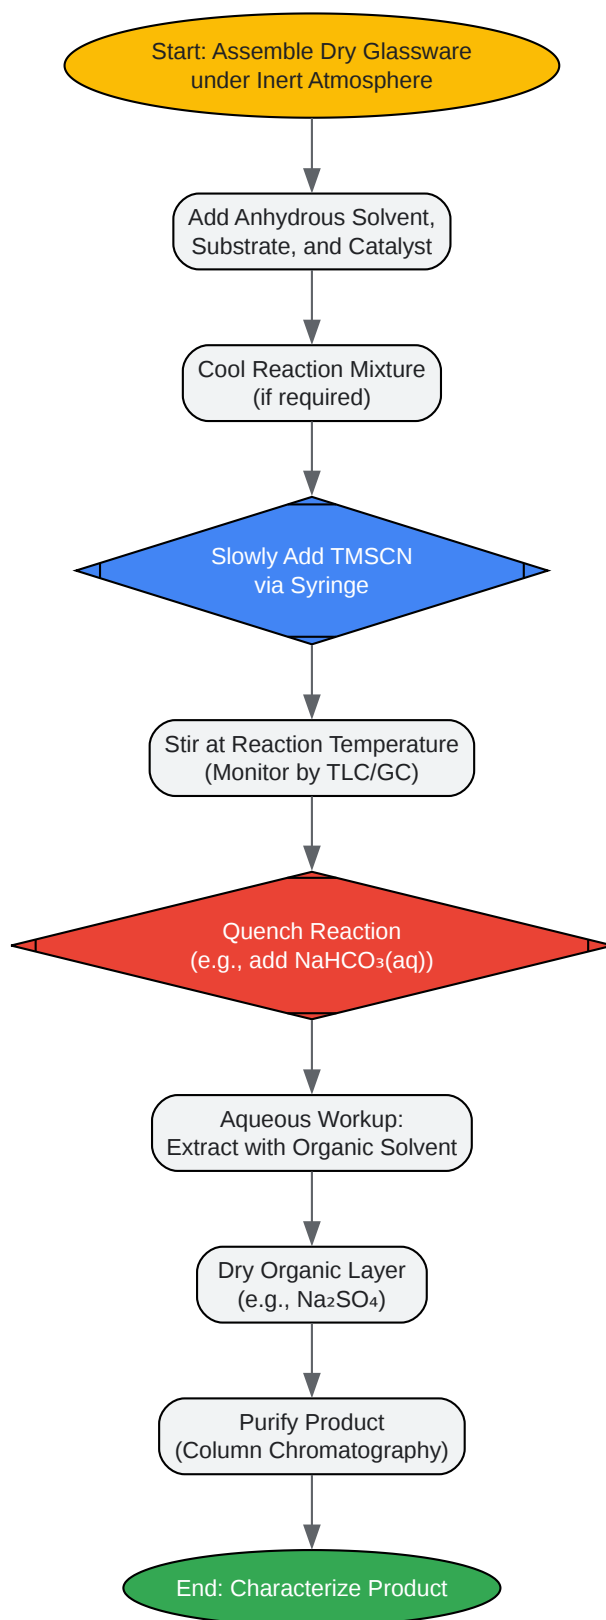 Start: Assemble Dry Glassware
under Inert Atmosphere
Add Anhydrous Solvent,
Substrate, and Catalyst
Cool Reaction Mixture
(if required)
Slowly Add TMSCN
via Syringe
Stir at Reaction Temperature
(Monitor by TLC/GC)
Quench Reaction
(e.g., add NaHCO₃(aq))
Aqueous Workup:
Extract with Organic Solvent
Dry Organic Layer
(e.g., Na₂SO₄)
Purify Product
(Column Chromatography)
End: Characterize Product